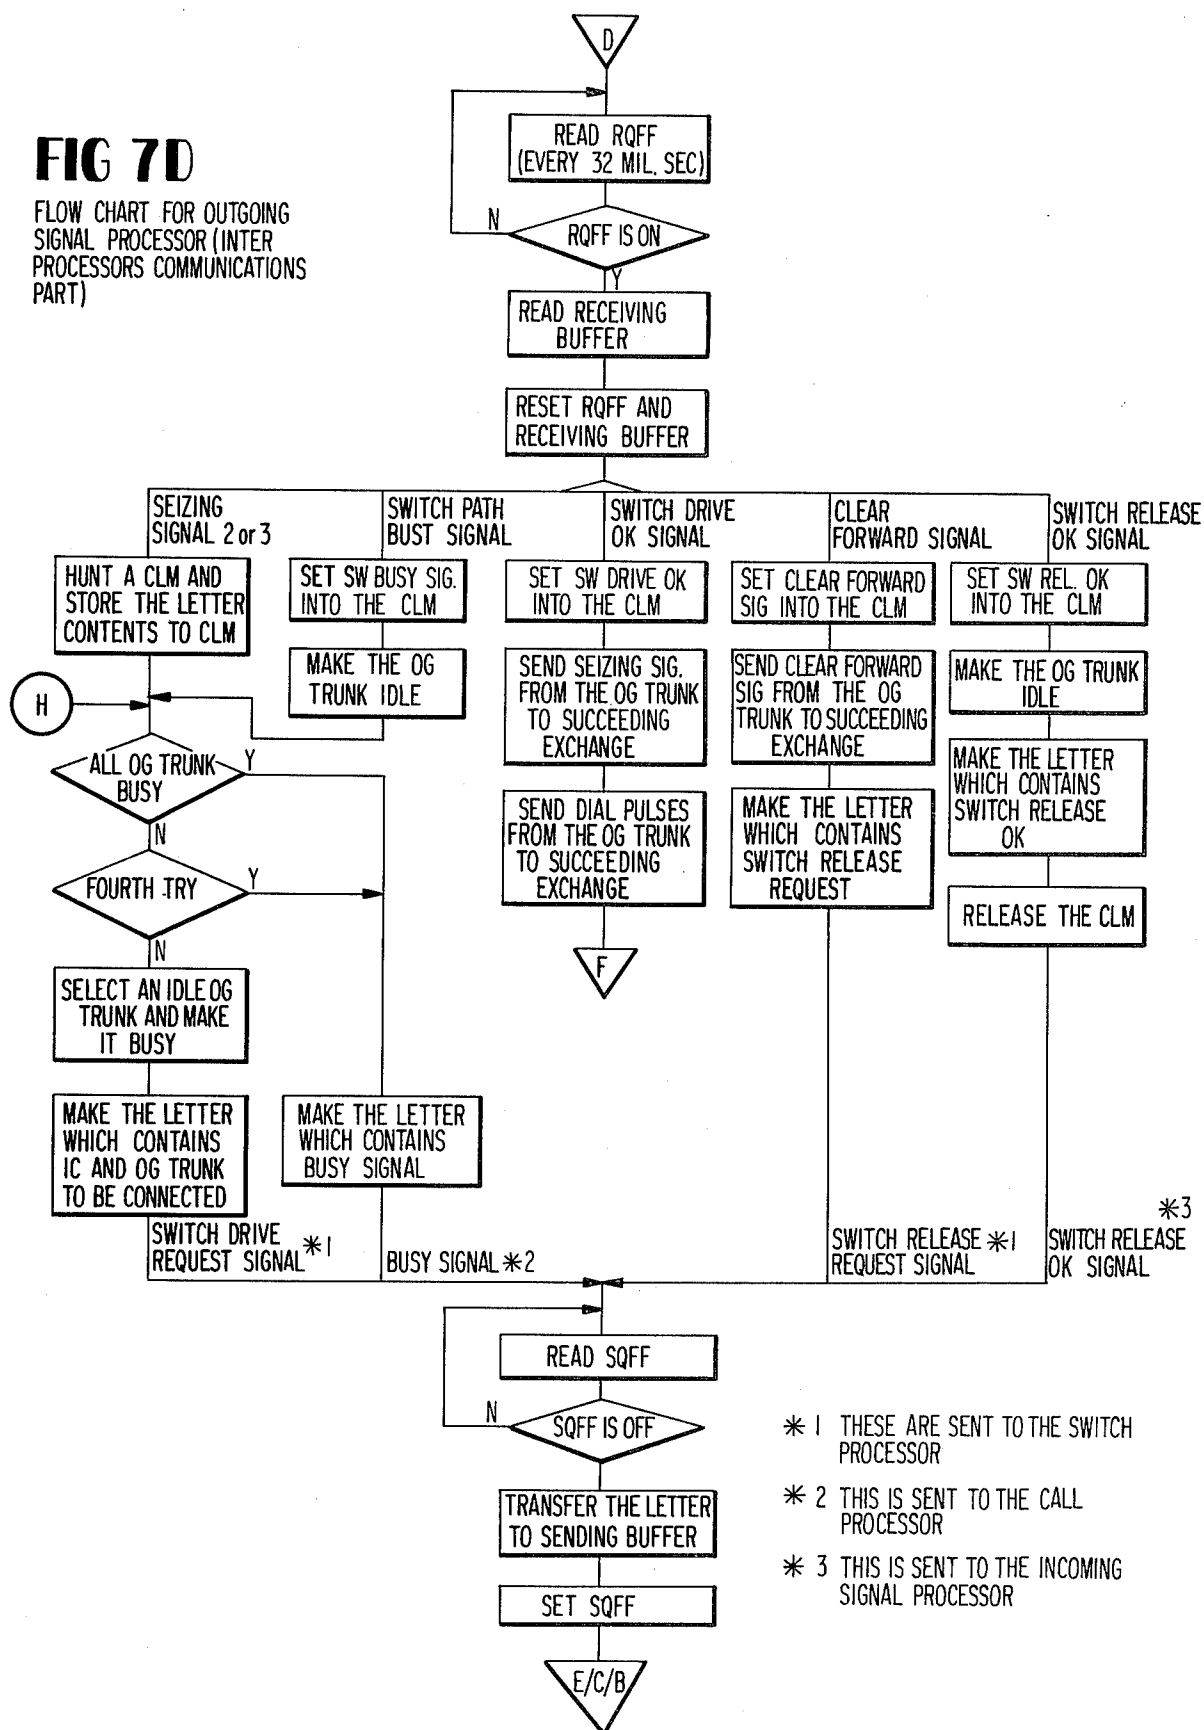 D
FIG 7D
FLOW CHART FOR OUTGOING
SIGNAL PROCESSOR (INTER
PROCESSORS COMMUNICATIONS
PART)
READ RQFF
(EVERY 32 MIL. SEC)
N
RQFF IS ON
Y
READ RECEIVING
BUFFER
RESET RQFF AND
RECEIVING BUFFER
SEIZING
SIGNAL 2 or 3
SWITCH PATH
BUST SIGNAL
SWITCH DRIVE
OK SIGNAL
CLEAR
FORWARD SIGNAL
SWITCH RELEASE
OK SIGNAL
HUNT A CLM AND
STORE THE LETTER
CONTENTS TO CLM
SET SW BUSY SIG.
INTO THE CLM
SET SW DRIVE OK
INTO THE CLM
SET CLEAR FORWARD
SIG INTO THE CLM
SET SW REL. OK
INTO THE CLM
H
MAKE THE OG
TRUNK IDLE
SEND SEIZING SIG.
FROM THE OG TRUNK
TO SUCCEEDING
EXCHANGE
SEND CLEAR FORWARD
SIG FROM THE OG
TRUNK TO SUCCEEDING
EXCHANGE
MAKE THE OG TRUNK
IDLE
ALL OG TRUNK
BUSY
Y
N
SEND DIAL PULSES
FROM THE OG TRUNK
TO SUCCEEDING
EXCHANGE
MAKE THE LETTER
WHICH CONTAINS
SWITCH RELEASE
REQUEST
MAKE THE LETTER
WHICH CONTAINS
SWITCH RELEASE
OK
FOURTH TRY
Y
N
F
RELEASE THE CLM
SELECT AN IDLE OG
TRUNK AND MAKE
IT BUSY
MAKE THE LETTER
WHICH CONTAINS
IC AND OG TRUNK
TO BE CONNECTED
MAKE THE LETTER
WHICH CONTAINS
BUSY SIGNAL
SWITCH DRIVE
REQUEST SIGNAL *1
BUSY SIGNAL *2
SWITCH RELEASE *1
REQUEST SIGNAL
*3
SWITCH RELEASE
OK SIGNAL
READ SQFF
N
SQFF IS OFF
TRANSFER THE LETTER
TO SENDING BUFFER
SET SQFF
E/C/B
* 1 THESE ARE SENT TO THE SWITCH
PROCESSOR
* 2 THIS IS SENT TO THE CALL
PROCESSOR
* 3 THIS IS SENT TO THE INCOMING
SIGNAL PROCESSOR